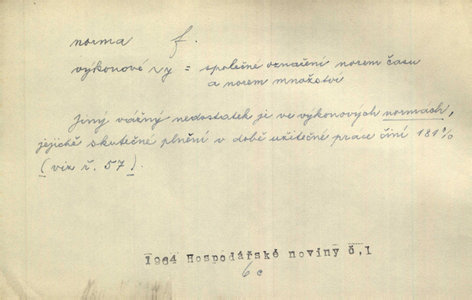 norma f.
výkonové ny = společné označení norem času
a norem množství
Jiný vážný nedostatek je ve výkonových normách,
jejichž skutečné plnění v době užitečné práce činí 181%
(viz č. 57).
1964 Hospodářské noviny č.1
6c